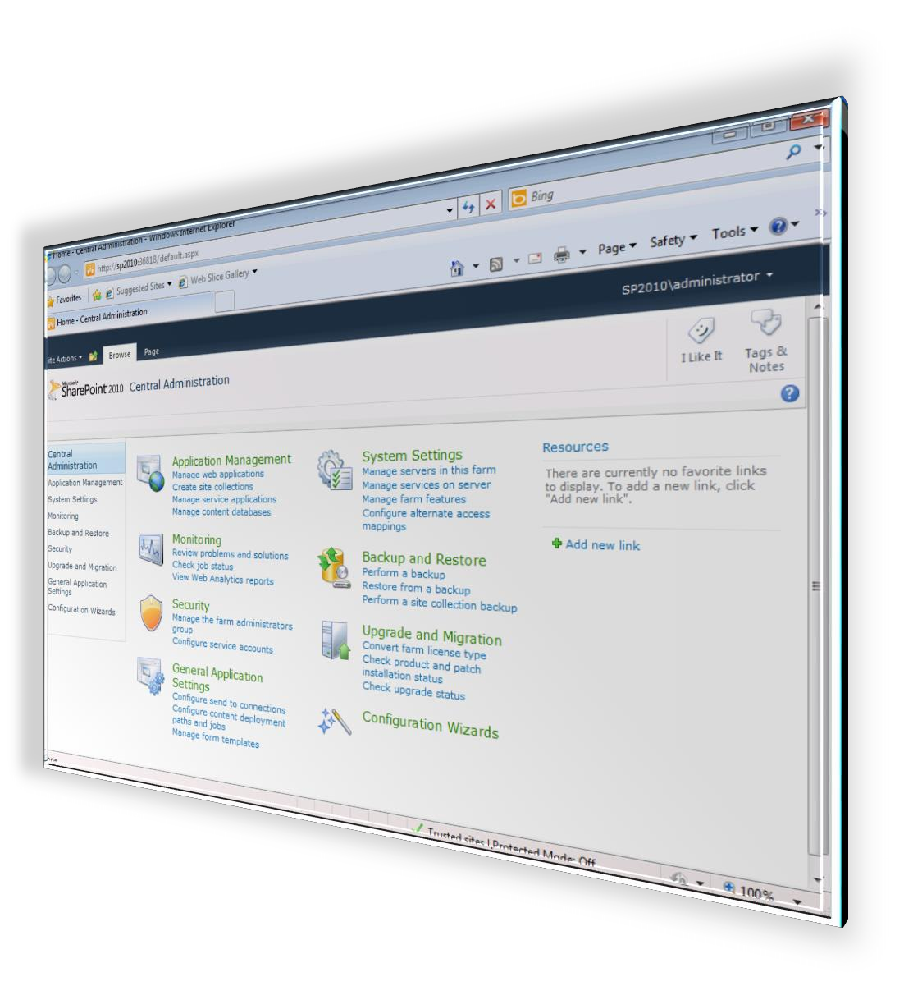 Home - Central Administration - Windows Internet Explorer
http://sp2010:36818/default.aspx
Bing
Favorites
Suggested Sites
Web Slice Gallery
Home - Central Administration
Page
Safety
Tools
SP2010\administrator
ite Actions
Browse
Page
I Like It
Tags &
Notes
Microsoft
SharePoint 2010 Central Administration
Central
Administration
Application Management
System Settings
Monitoring
Backup and Restore
Security
Upgrade and Migration
General Application
Settings
Configuration Wizards
Application Management
Manage web applications
Create site collections
Manage service applications
Manage content databases
Monitoring
Review problems and solutions
Check job status
View Web Analytics reports
Security
Manage the farm administrators
group
Configure service accounts
General Application
Settings
Configure send to connections
Configure content deployment
paths and jobs
Manage form templates
System Settings
Manage servers in this farm
Manage services on server
Manage farm features
Configure alternate access
mappings
Backup and Restore
Perform a backup
Restore from a backup
Perform a site collection backup
Upgrade and Migration
Convert farm license type
Check product and patch
installation status
Check upgrade status
Configuration Wizards
Resources
There are currently no favorite links
to display. To add a new link, click
"Add new link".
Add new link
Trusted sites | Protected Mode: Off
100%